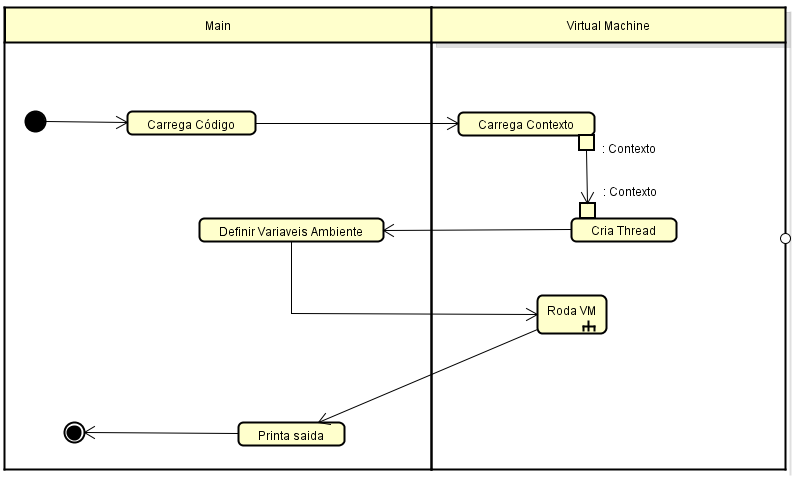 Main
Virtual Machine
Carrega Código
Carrega Contexto
: Contexto
: Contexto
Definir Variaveis Ambiente
Cria Thread
Roda VM
Printa saida